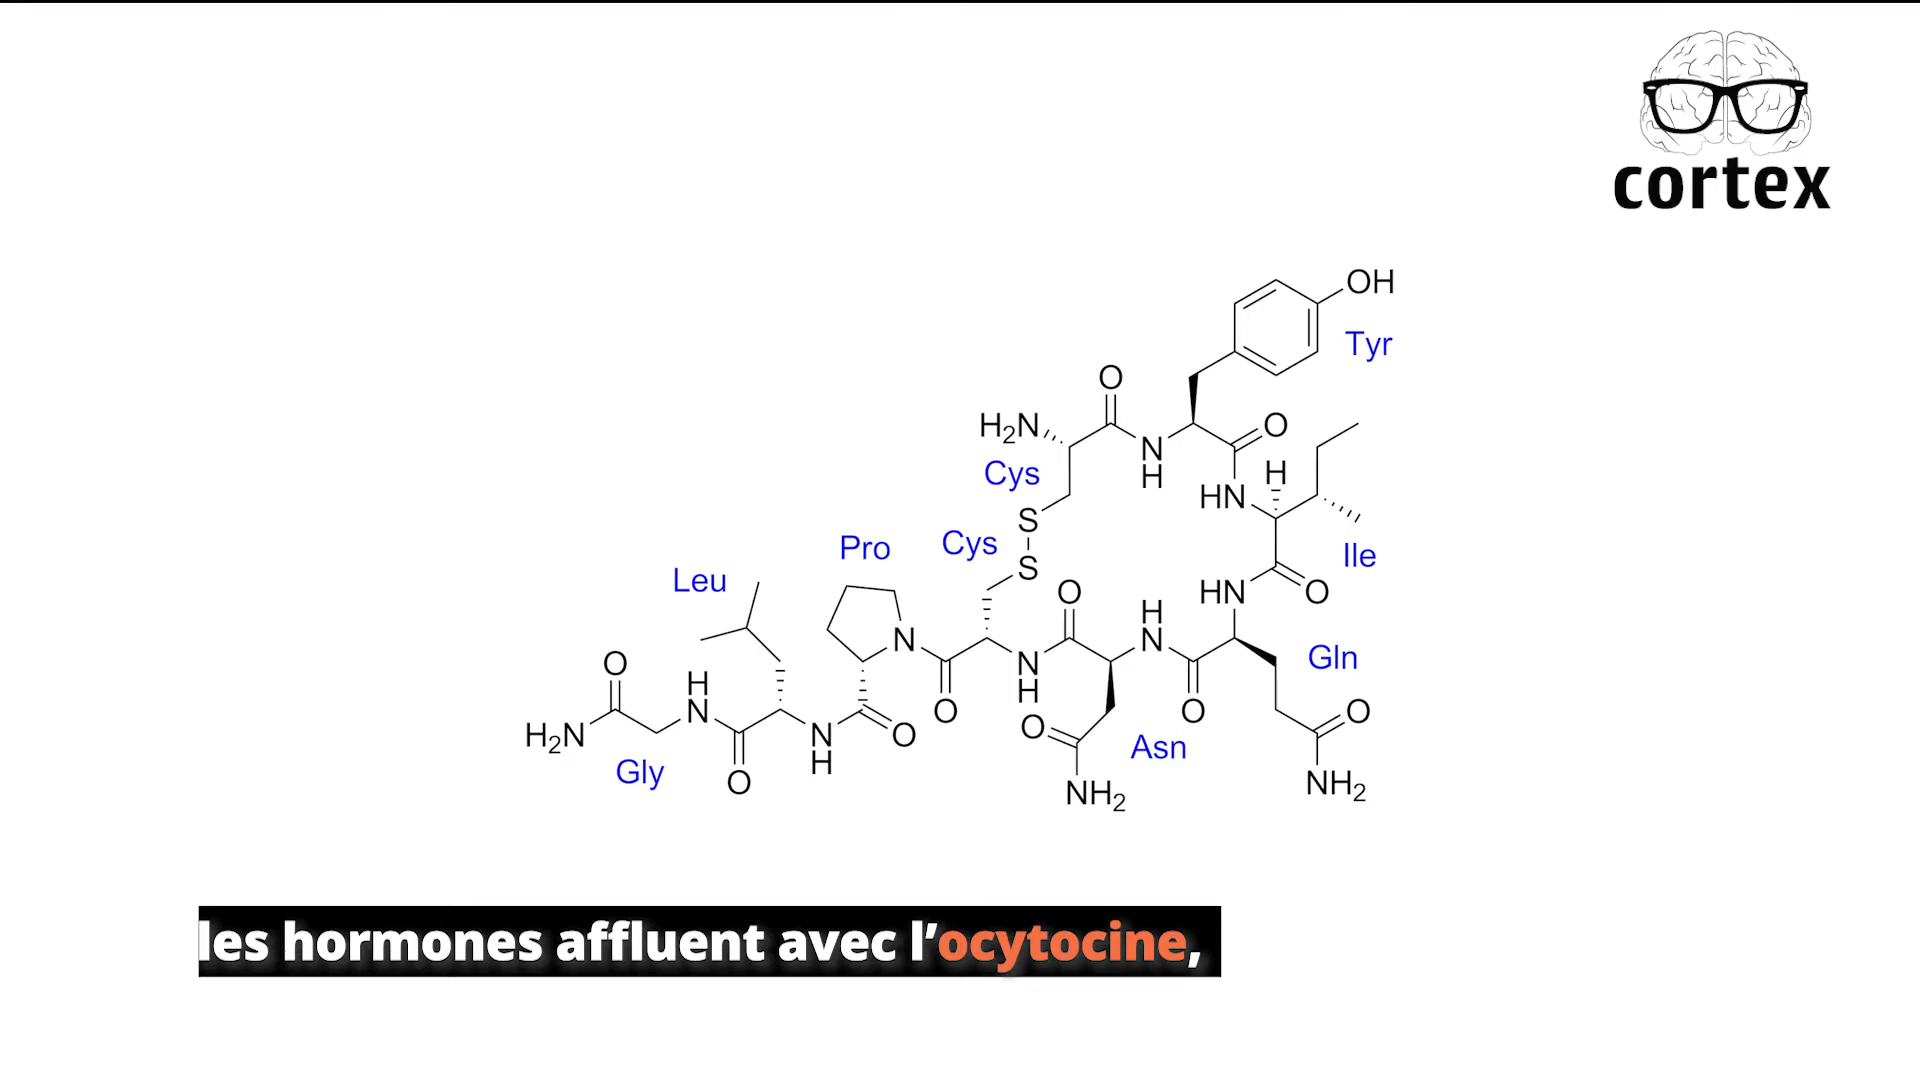 cortex
OH
Tyr
O
H₂N
N
H
O
Cys
H
HN
S
Cys
S
Pro
Ile
Leu
O
H
N
HN
O
N
O
H
N
N
H
Gln
H
N
O
O
O
O
H₂N
N
H
O
O
Asn
Gly
O
NH₂
NH₂
les hormones affluent avec l’ocytocine,